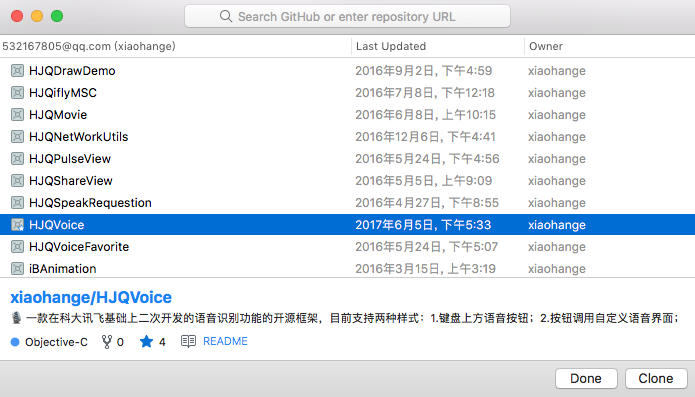 Search GitHub or enter repository URL
532167805@qq.com (xiaohange) Last Updated Owner
HJQDrawDemo 2016年9月2日, 下午4:59 xiaohange
HJQiflyMSC 2016年7月8日, 下午12:18 xiaohange
HJQMovie 2016年6月8日, 上午10:15 xiaohange
HJQNetWorkUtils 2016年12月6日, 下午4:41 xiaohange
HJQPulseView 2016年5月24日, 下午4:56 xiaohange
HJQShareView 2016年5月5日, 上午9:09 xiaohange
HJQSpeakRequestion 2016年4月27日, 下午8:55 xiaohange
HJQVoice 2017年6月5日, 下午5:33 xiaohange
HJQVoiceFavorite 2016年5月24日, 下午5:07 xiaohange
iBAnimation 2016年3月15日, 上午3:19 xiaohange
xiaohange/HJQVoice
🎙 一款在科大讯飞基础上二次开发的语音识别功能的开源框架，目前支持两种样式：1.键盘上方语音按钮；2.按钮调用自定义语音界面；
Objective-C 0 4 README
Done Clone